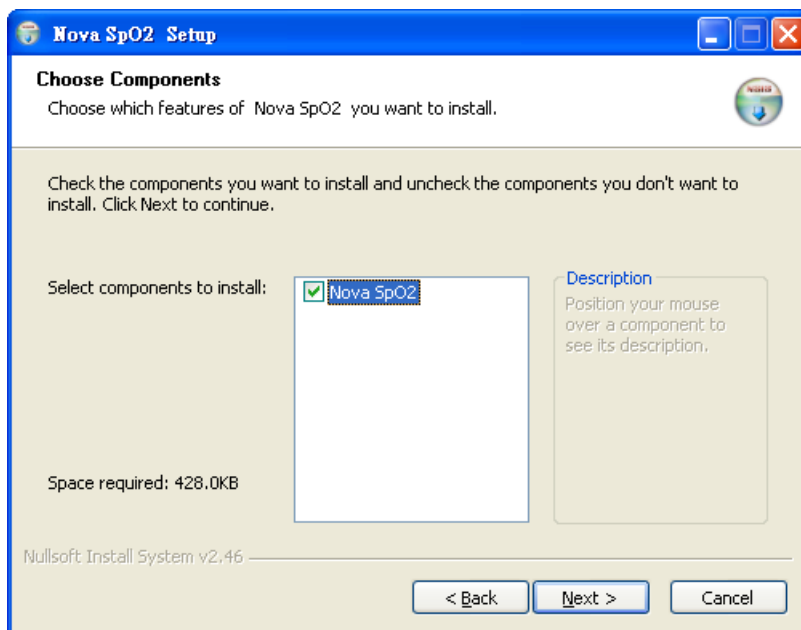 Nova SpO2 Setup
Choose Components
Choose which features of Nova SpO2 you want to install.
Check the components you want to install and uncheck the components you don't want to
install. Click Next to continue.
Select components to install:
Nova SpO2
Description
Position your mouse
over a component to
see its description.
Space required: 428.0KB
Nullsoft Install System v2.46
< Back
Next >
Cancel